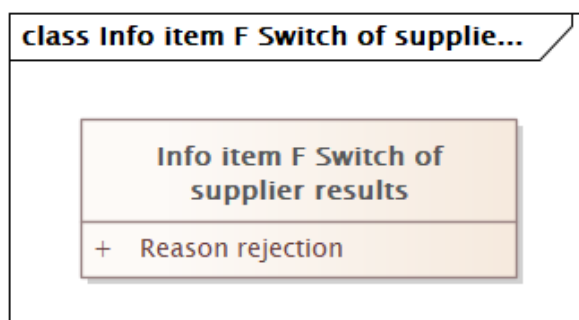 class Info item F Switch of supplie...
Info item F Switch of
supplier results
+ Reason rejection